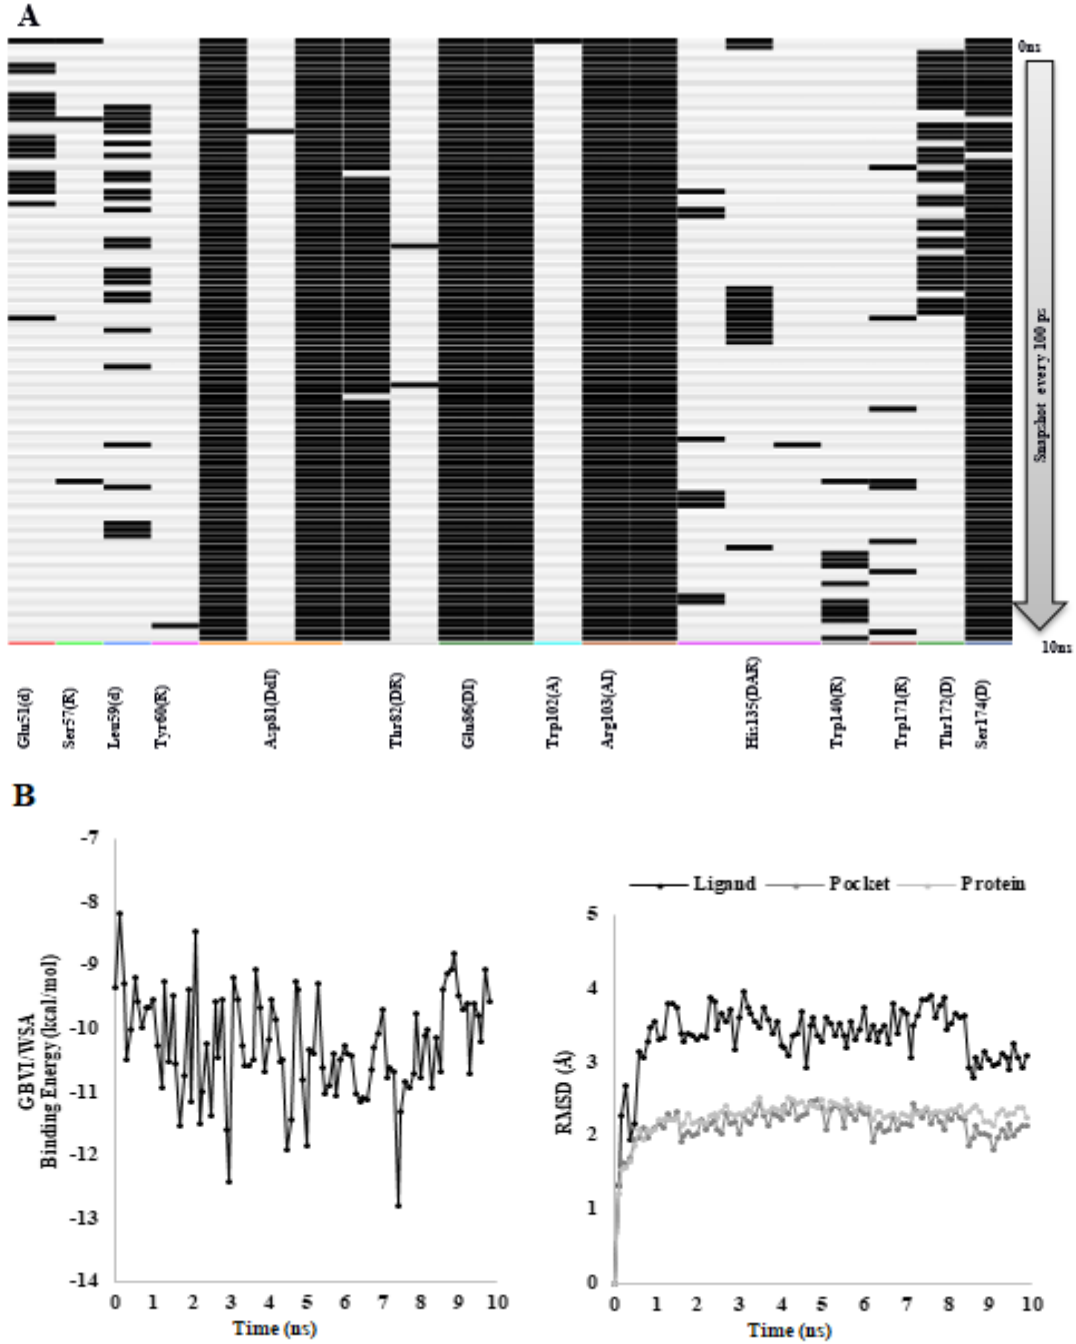 A
0ns
Snapshot every 100 ps
10ns
Glu51(d)
Ser57(R)
Leu59(d)
Tyr60(R)
Asp81(DdI)
Thr82(DR)
Glu86(DI)
Trp102(A)
Arg103(AI)
His135(DAR)
Trp140(R)
Trp171(R)
Thr172(D)
Ser174(D)
B
GBVI/WSA
Binding Energy (kcal/mol)
-7
-8
-9
-10
-11
-12
-13
-14
0 1 2 3 4 5 6 7 8 9 10
Time (ns)
Ligand Pocket Protein
RMSD (Å)
5
4
3
2
1
0
0 1 2 3 4 5 6 7 8 9 10
Time (ns)